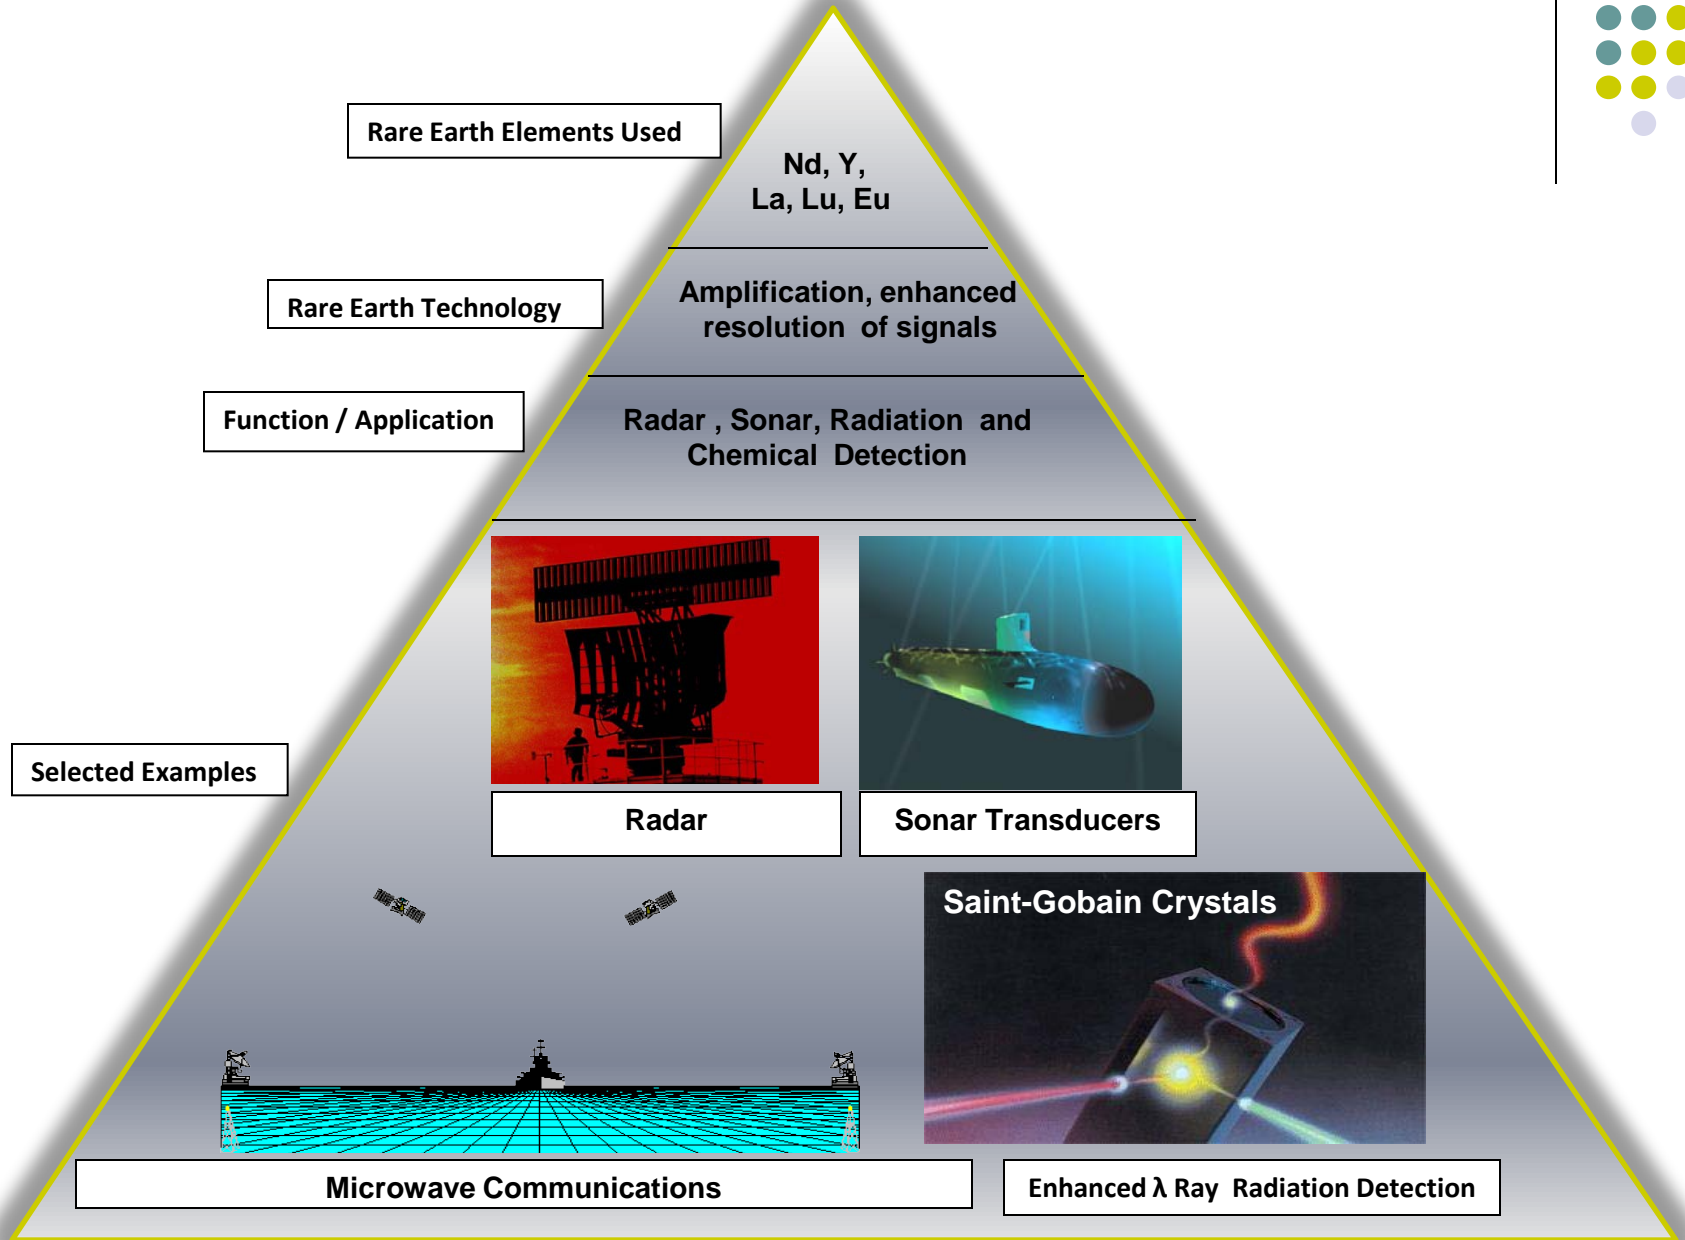 Rare Earth Elements Used
Nd, Y,
La, Lu, Eu
Rare Earth Technology
Amplification, enhanced
resolution of signals
Function / Application
Radar , Sonar, Radiation and
Chemical Detection
Selected Examples
Radar
Sonar Transducers
Saint-Gobain Crystals
Microwave Communications
Enhanced λ Ray Radiation Detection